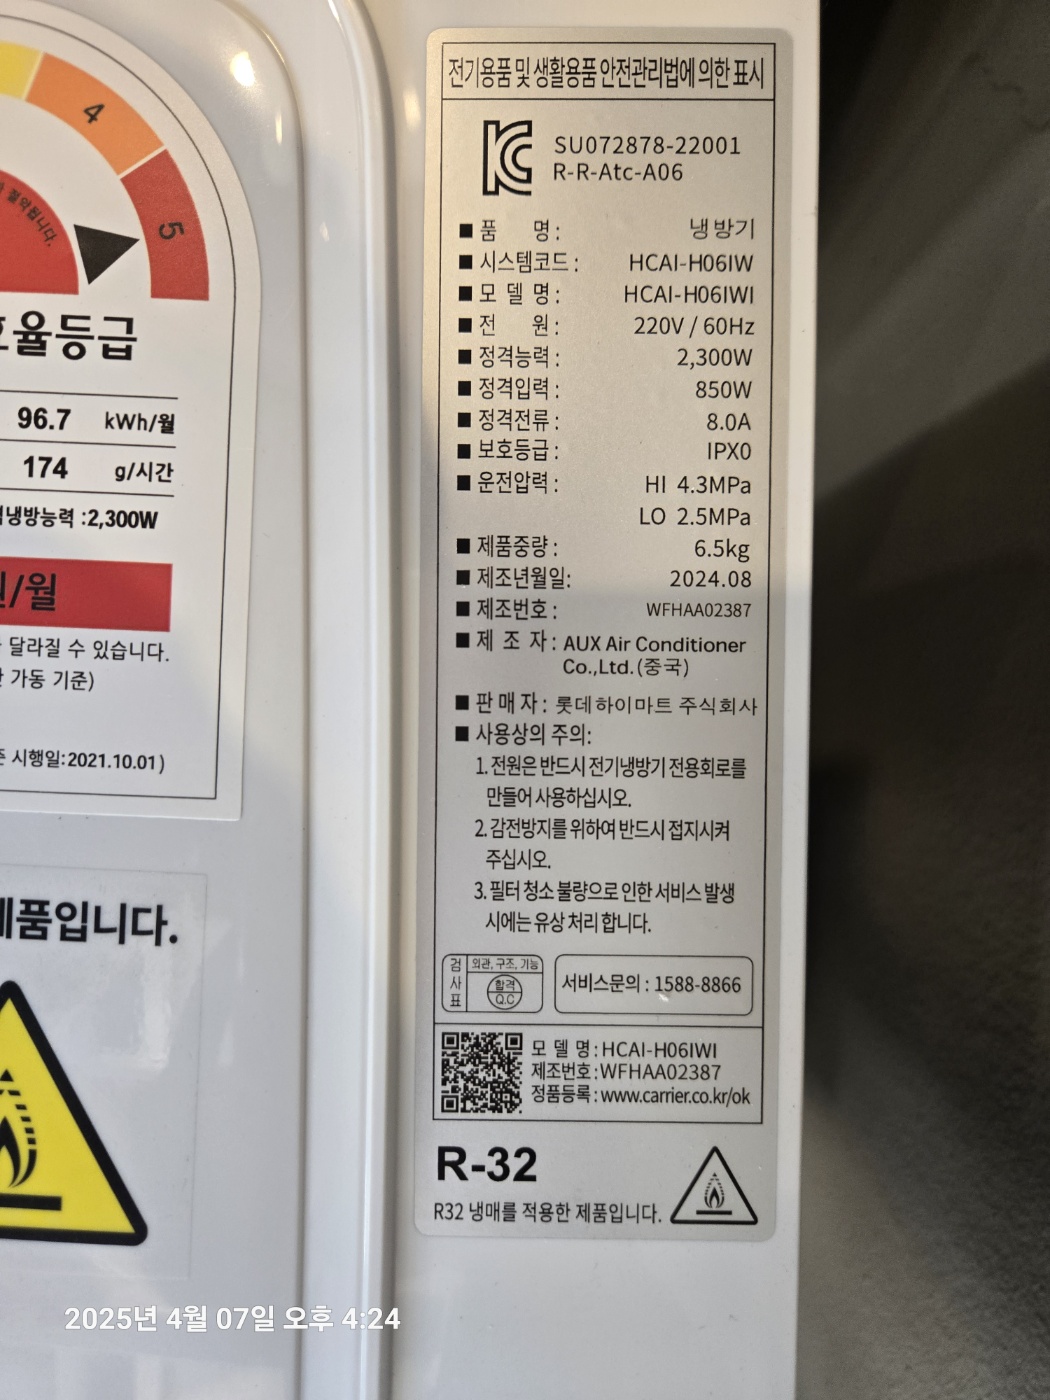 4
5
절약됩니다.
율등급
96.7 kWh/월
174 g/시간
냉방능력 :2,300W
/월
달라질 수 있습니다.
가동 기준)
시행일:2021.10.01)
제품입니다.
전기용품 및 생활용품 안전관리법에 의한 표시
SU072878-22001
R-R-Atc-A06
■ 품 명 : 냉방기
■ 시스템코드 : HCAI-H06IW
■ 모 델 명 : HCAI-H06IWI
■ 전 원 : 220V / 60Hz
■ 정격능력 : 2,300W
■ 정격입력 : 850W
■ 정격전류 : 8.0A
■ 보호등급 : IPX0
■ 운전압력 : HI 4.3MPa
LO 2.5MPa
■ 제품중량 : 6.5kg
■ 제조년월일: 2024.08
■ 제조번호 : WFHAA02387
■ 제 조 자 : AUX Air Conditioner
Co.,Ltd.(중국)
■ 판 매 자 : 롯데하이마트 주식회사
■ 사용상의 주의:
1. 전원은 반드시 전기냉방기 전용회로를
만들어 사용하십시오.
2. 감전방지를 위하여 반드시 접지시켜
주십시오.
3. 필터 청소 불량으로 인한 서비스 발생
시에는 유상 처리 합니다.
검사표
외관, 구조, 기능
합격
Q.C
서비스문의 : 1588-8866
모 델 명 : HCAI-H06IWI
제조번호 : WFHAA02387
정품등록 : www.carrier.co.kr/ok
R-32
R32 냉매를 적용한 제품입니다.
2025년 4월 07일 오후 4:24